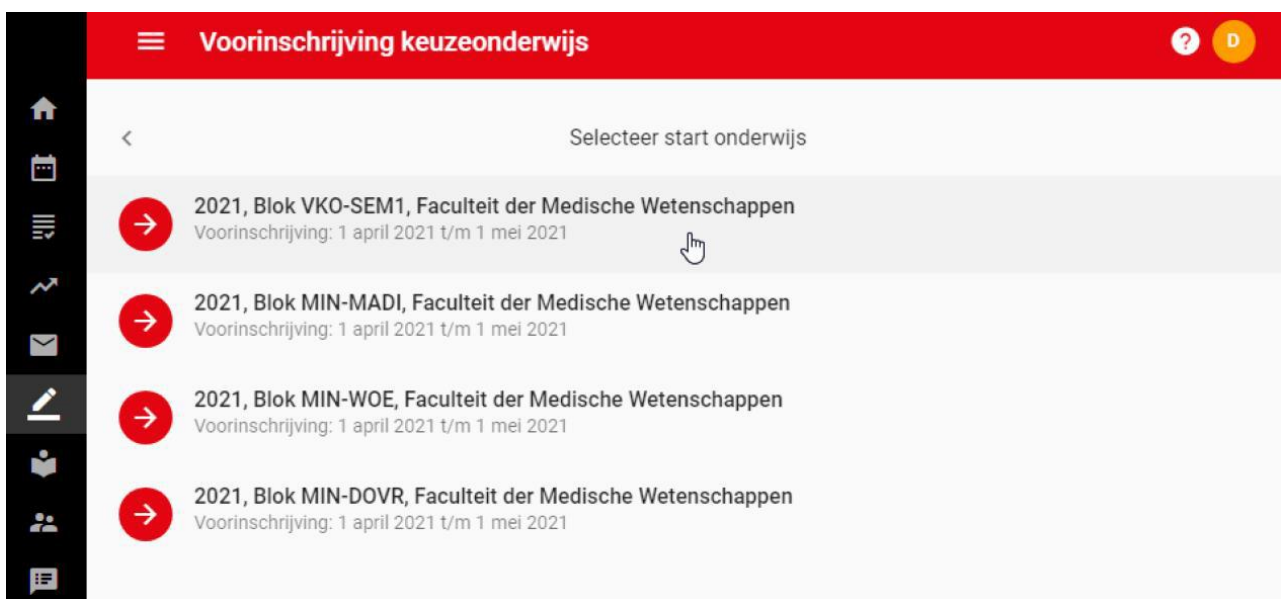 Voorinschrijving keuzeonderwijs
? D
Selecteer start onderwijs
2021, Blok VKO-SEM1, Faculteit der Medische Wetenschappen
Voorinschrijving: 1 april 2021 t/m 1 mei 2021
2021, Blok MIN-MADI, Faculteit der Medische Wetenschappen
Voorinschrijving: 1 april 2021 t/m 1 mei 2021
2021, Blok MIN-WOE, Faculteit der Medische Wetenschappen
Voorinschrijving: 1 april 2021 t/m 1 mei 2021
2021, Blok MIN-DOVR, Faculteit der Medische Wetenschappen
Voorinschrijving: 1 april 2021 t/m 1 mei 2021